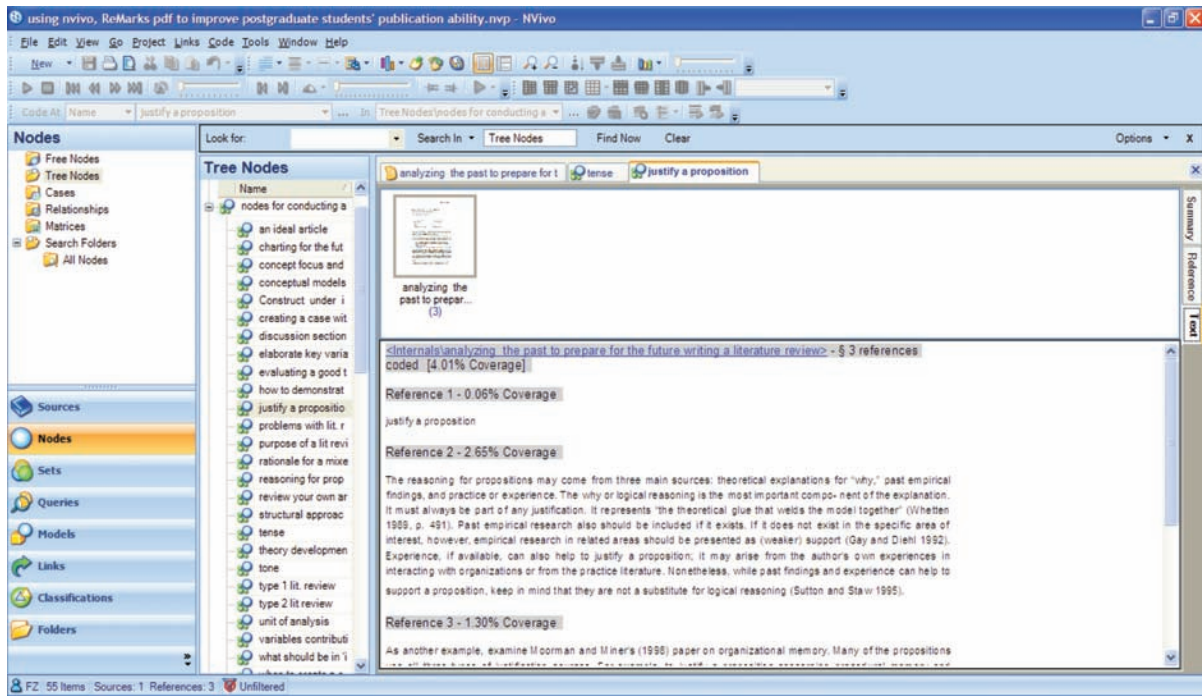 using nvivo, ReMarks pdf to improve postgraduate students' publication ability.nvp - NVivo
File Edit View Go Project Links Code Tools Window Help
New
Code At Name justify a proposition In Tree Nodes\nodes for conducting a
Nodes
Free Nodes
Tree Nodes
Cases
Relationships
Matrices
Search Folders
All Nodes
Sources
Nodes
Sets
Queries
Models
Links
Classifications
Folders
Look for: Search In Tree Nodes Find Now Clear Options X
Tree Nodes
Name
nodes for conducting a
an ideal article
charting for the fut
concept focus and
conceptual models
Construct under i
creating a case wit
discussion section
elaborate key varia
evaluating a good t
how to demonstrat
justify a propositio
problems with lit. r
purpose of a lit revi
rationale for a mixe
reasoning for prop
review your own ar
structural approac
tense
theory developmen
tone
type 1 lit. review
type 2 lit review
unit of analysis
variables contributi
what should be in 'i
analyzing the past to prepare for t
tense
justify a proposition
analyzing the
past to prepar...
(3)
Summary
Reference
Text
<Internals\analyzing the past to prepare for the future writing a literature review> - § 3 references
coded [4.01% Coverage]
Reference 1 - 0.06% Coverage
justify a proposition
Reference 2 - 2.65% Coverage
The reasoning for propositions may come from three main sources: theoretical explanations for "why," past empirical
findings, and practice or experience. The why or logical reasoning is the most important compo- nent of the explanation.
It must always be part of any justification. It represents "the theoretical glue that welds the model together" (Whetten
1989, p. 491). Past empirical research also should be included if it exists. If it does not exist in the specific area of
interest, however, empirical research in related areas should be presented as (weaker) support (Gay and Diehl 1992).
Experience, if available, can also help to justify a proposition; it may arise from the author's own experiences in
interacting with organizations or from the practice literature. Nonetheless, while past findings and experience can help to
support a proposition, keep in mind that they are not a substitute for logical reasoning (Sutton and Staw 1995).
Reference 3 - 1.30% Coverage
As another example, examine Moorman and Miner's (1998) paper on organizational memory. Many of the propositions
FZ 55 Items Sources: 1 References: 3 Unfiltered